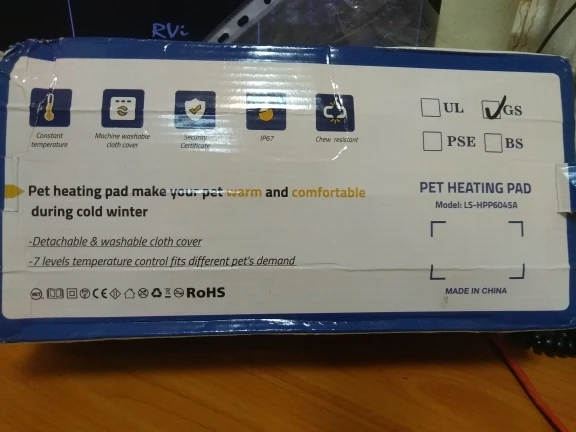 RVi
Constant
temperature
Machine washable
cloth cover
Security
Certificate
IP67
Chew resistant
UL
GS
PSE
BS
Pet heating pad make your pet warm and comfortable
during cold winter
-Detachable & washable cloth cover
-7 levels temperature control fits different pet's demand
CE
RoHS
PET HEATING PAD
Model: LS-HPP6045A
MADE IN CHINA